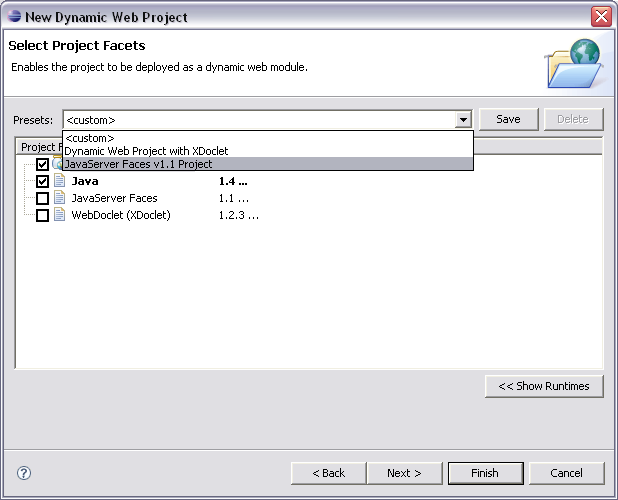 New Dynamic Web Project
Select Project Facets
Enables the project to be deployed as a dynamic web module.
Presets: <custom> Save Delete
<custom>
Dynamic Web Project with XDoclet
Project
JavaServer Faces v1.1 Project
Java 1.4 ...
JavaServer Faces 1.1 ...
WebDoclet (XDoclet) 1.2.3 ...
<< Show Runtimes
? < Back Next > Finish Cancel